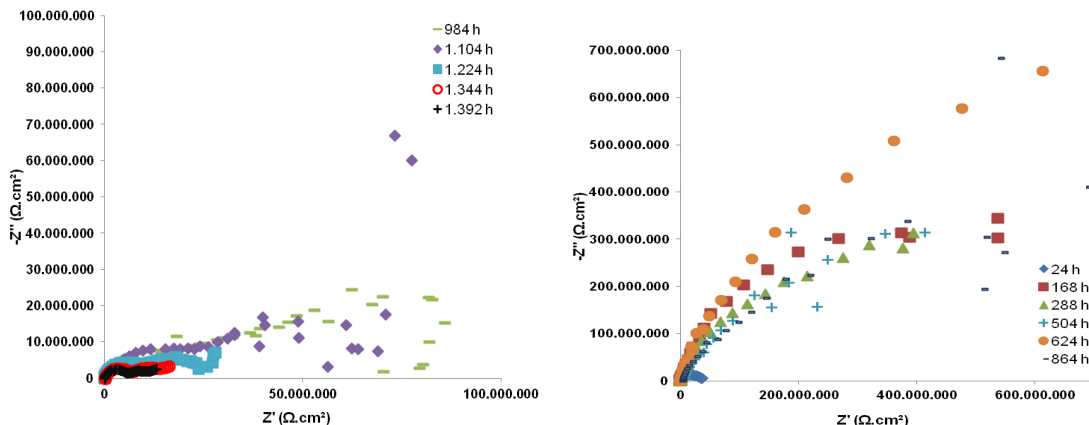 100.000.000
90.000.000
80.000.000
70.000.000
60.000.000
50.000.000
40.000.000
30.000.000
20.000.000
10.000.000
0
-Z'' (Ω.cm²)
0
50.000.000
100.000.000
Z' (Ω.cm²)
984 h
1.104 h
1.224 h
1.344 h
1.392 h
700.000.000
600.000.000
500.000.000
400.000.000
300.000.000
200.000.000
100.000.000
0
-Z'' (Ω.cm²)
0
200.000.000
400.000.000
600.000.000
Z' (Ω.cm²)
24 h
168 h
288 h
504 h
624 h
864 h